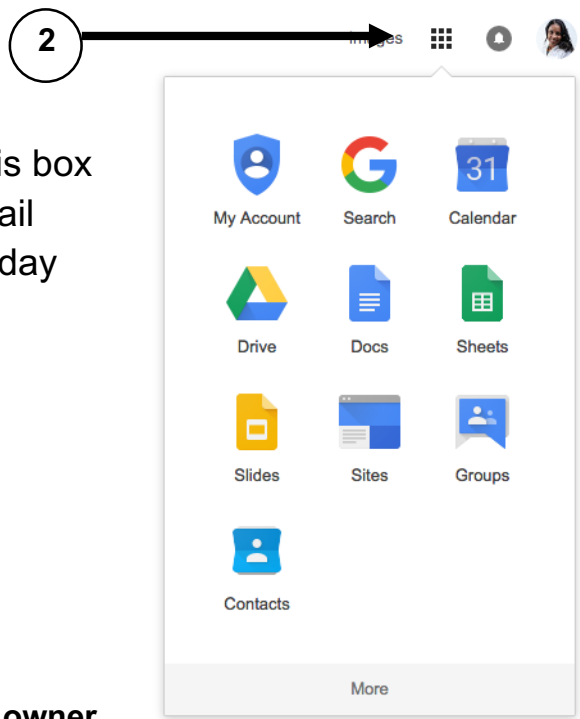 2
Images
is box
ail
day
31
My Account Search Calendar
Drive Docs Sheets
Slides Sites Groups
Contacts
More
owner